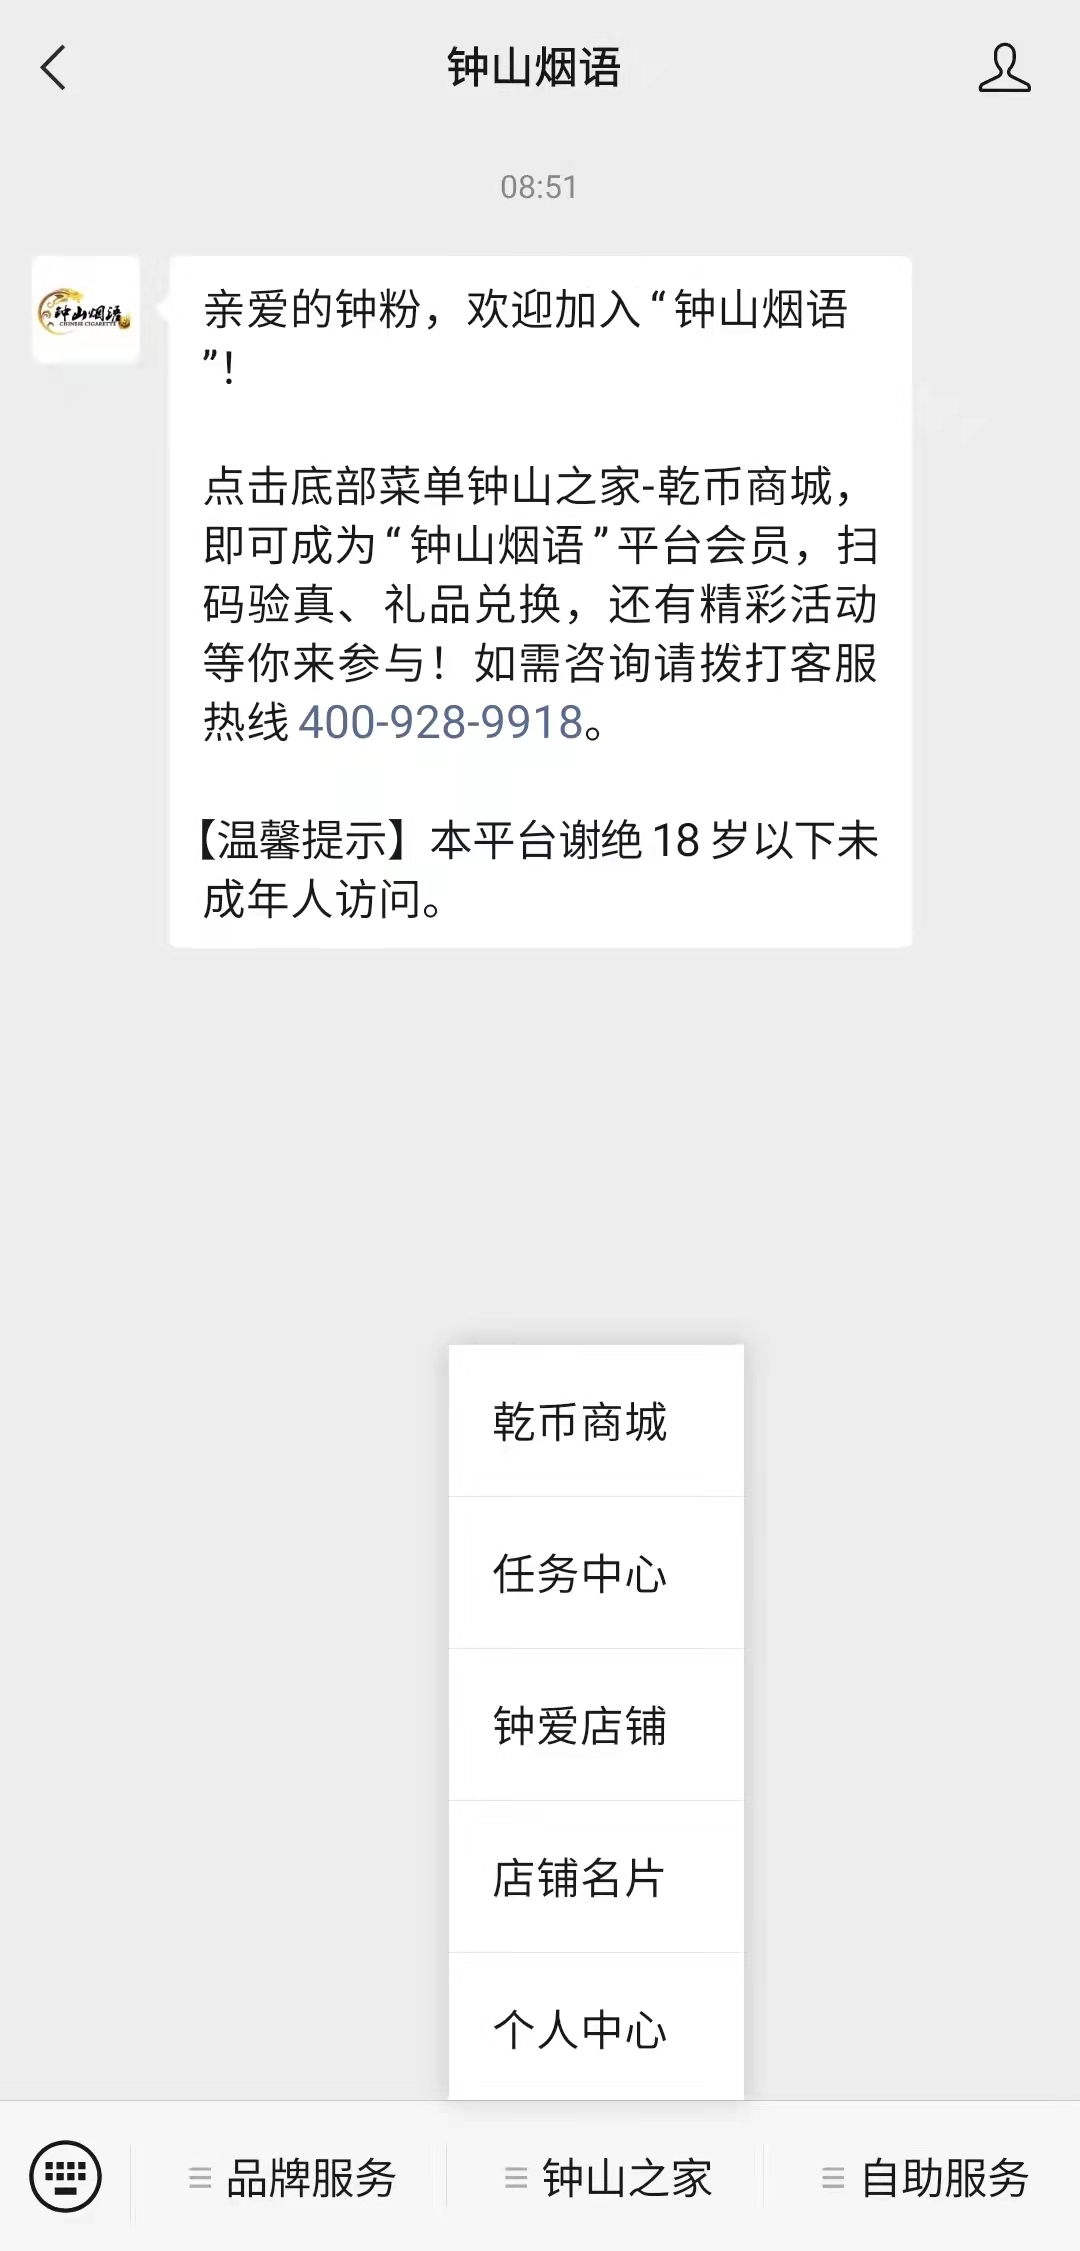 钟山烟语
08:51
钟山烟语
CHINESE CIGARETTE
亲爱的钟粉，欢迎加入“钟山烟语
”！
点击底部菜单钟山之家-乾币商城，
即可成为“钟山烟语”平台会员，扫
码验真、礼品兑换，还有精彩活动
等你来参与！如需咨询请拨打客服
热线 400-928-9918。
【温馨提示】本平台谢绝 18 岁以下未
成年人访问。
乾币商城
任务中心
钟爱店铺
店铺名片
个人中心
品牌服务
钟山之家
自助服务